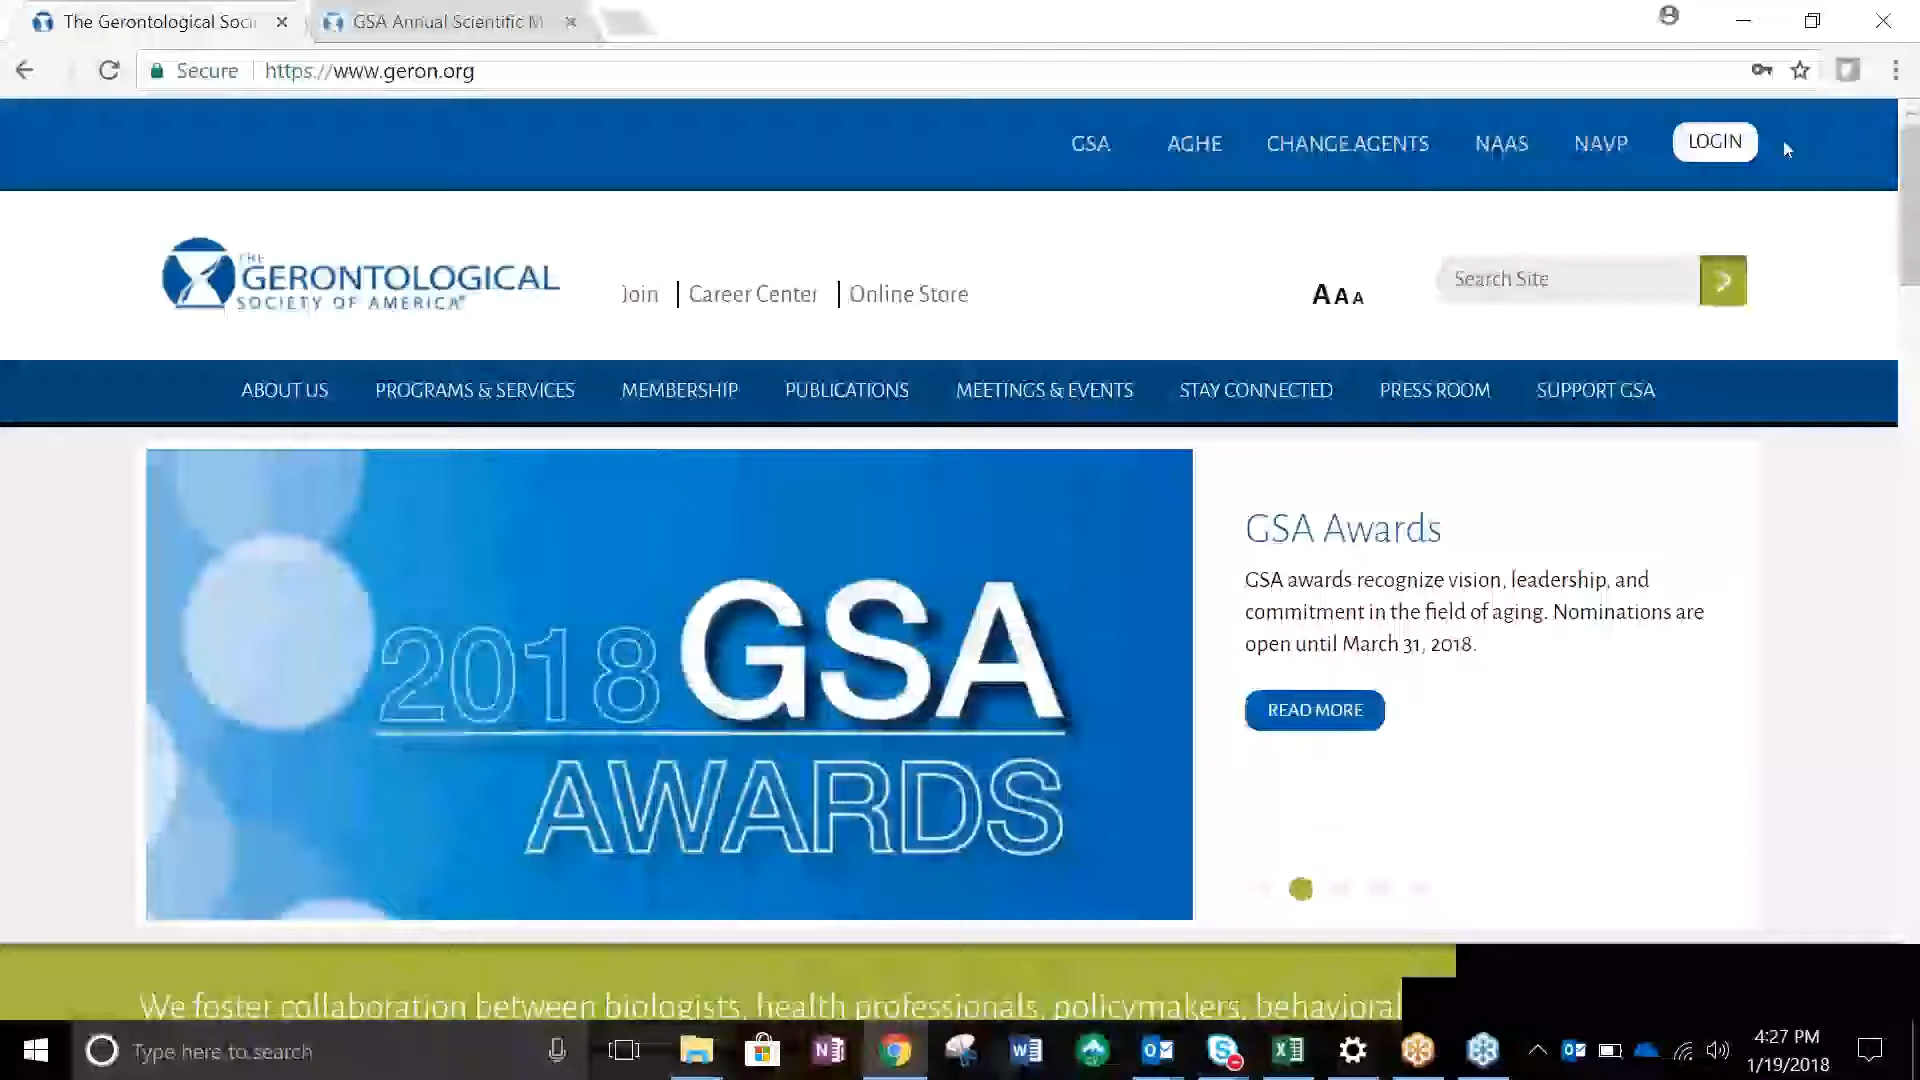 The Gerontological Soci
GSA Annual Scientific M
Secure
https://www.geron.org
GSA
AGHE
CHANGE AGENTS
NAAS
NAVP
LOGIN
THE
GERONTOLOGICAL
SOCIETY OF AMERICA®
Join
Career Center
Online Store
A A A
Search Site
ABOUT US
PROGRAMS & SERVICES
MEMBERSHIP
PUBLICATIONS
MEETINGS & EVENTS
STAY CONNECTED
PRESS ROOM
SUPPORT GSA
2018 GSA
AWARDS
GSA Awards
GSA awards recognize vision, leadership, and
commitment in the field of aging. Nominations are
open until March 31, 2018.
READ MORE
We foster collaboration between biologists, health professionals, policymakers, behavioral
Type here to search
4:27 PM
1/19/2018